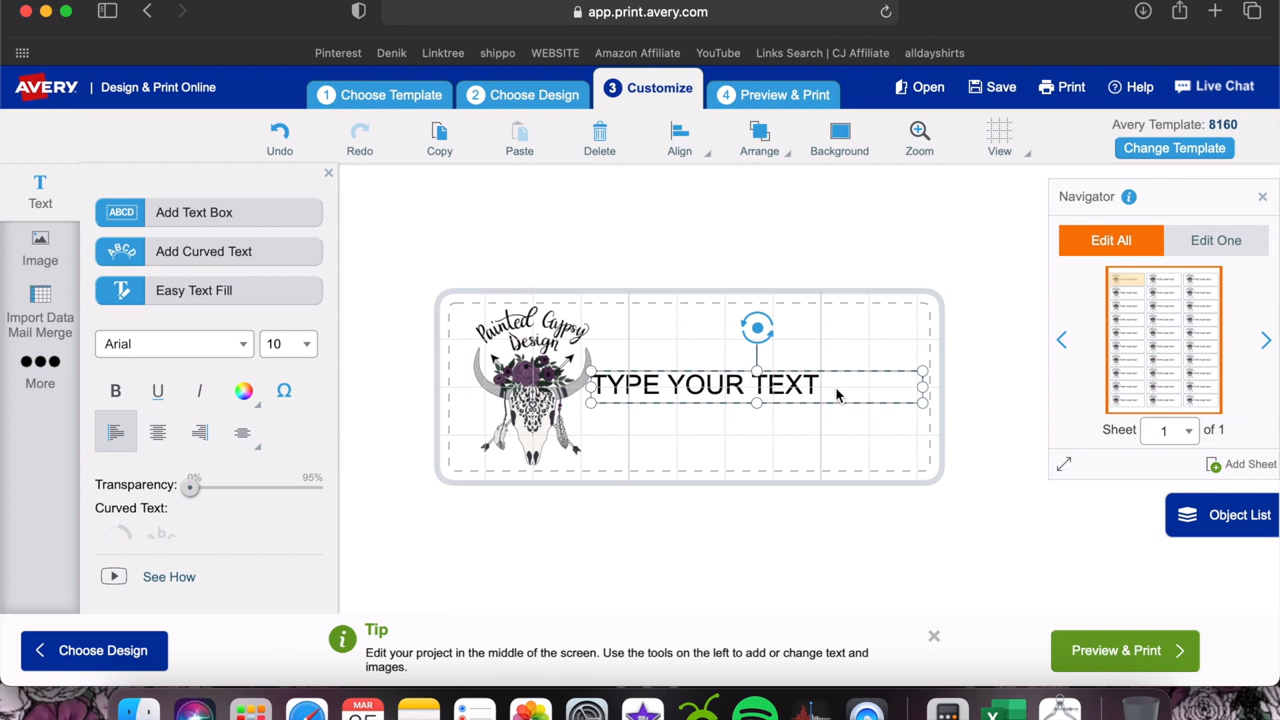 app.print.avery.com
Pinterest Denik Linktree shippo WEBSITE Amazon Affiliate YouTube Links Search | CJ Affiliate alldayshirts
AVERY | Design & Print Online
1 Choose Template 2 Choose Design 3 Customize 4 Preview & Print
Open Save Print ? Help Live Chat
Undo Redo Copy Paste Delete Align Arrange Background Zoom View
Avery Template: 8160
Change Template
T
Text
Image
Import Data
Mail Merge
More
ABCD Add Text Box
ABCD Add Curved Text
T Easy Text Fill
Arial 10
B U I Ω
Transparency: 0% 95%
Curved Text:
abc
See How
Painted Gypsy
Design
TYPE YOUR TEXT
Navigator i
Edit All Edit One
Sheet 1 of 1
Add Sheet
Object List
Choose Design
i Tip
Edit your project in the middle of the screen. Use the tools on the left to add or change text and
images.
Preview & Print
MAR